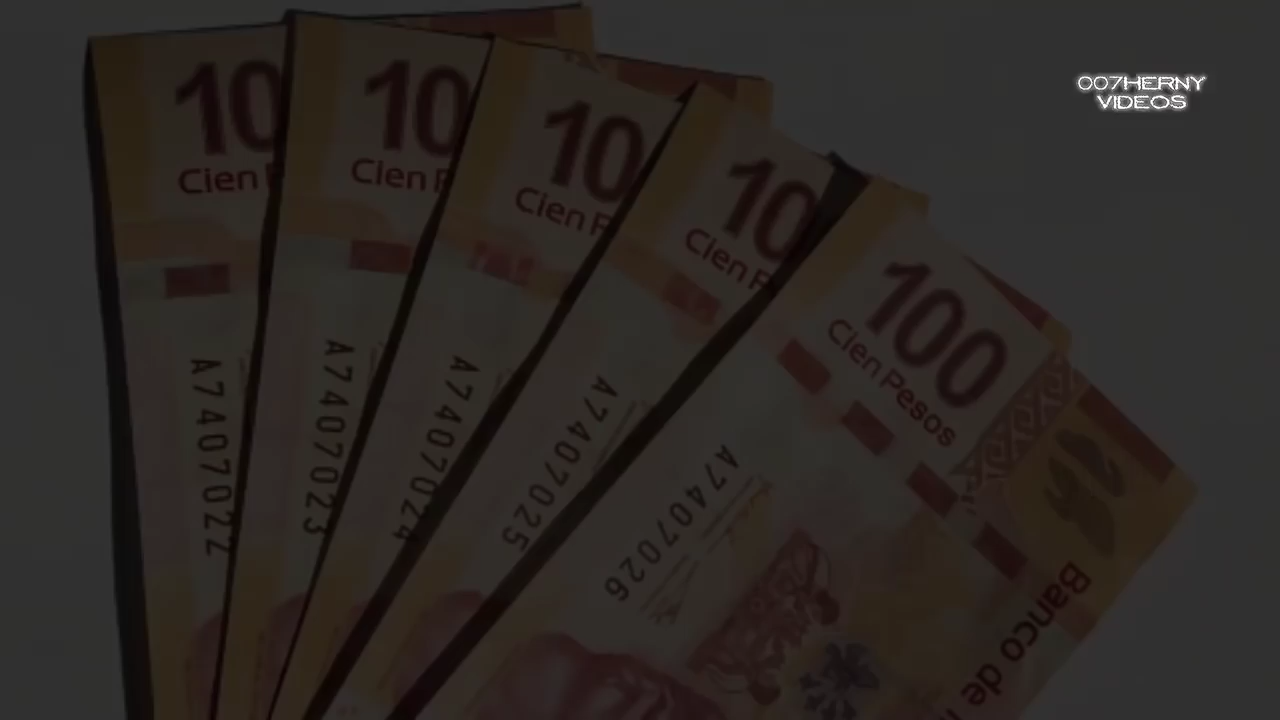 007HERNY
VIDEOS
10
Cien P
A7407022
10
Cien P
A7407023
10
Cien P
A7407024
10
Cien P
A7407025
100
Cien Pesos
A7407026
Banco de